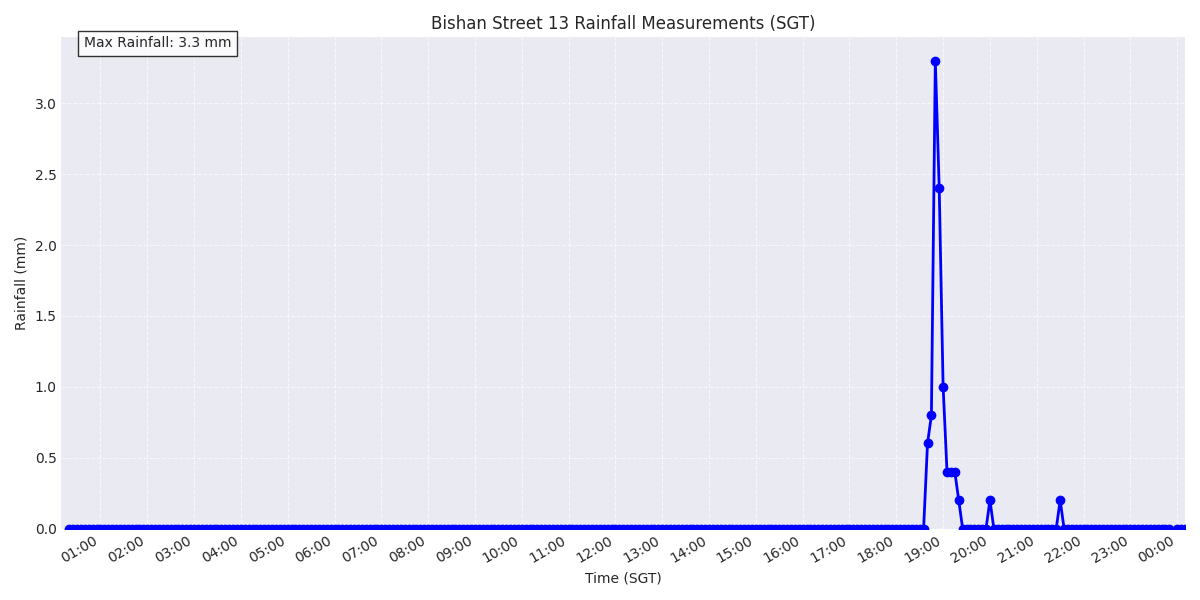 Bishan Street 13 Rainfall Measurements (SGT)
Max Rainfall: 3.3 mm
Rainfall (mm)
3.0
2.5
2.0
1.5
1.0
0.5
0.0
01:00 02:00 03:00 04:00 05:00 06:00 07:00 08:00 09:00 10:00 11:00 12:00 13:00 14:00 15:00 16:00 17:00 18:00 19:00 20:00 21:00 22:00 23:00 00:00
Time (SGT)